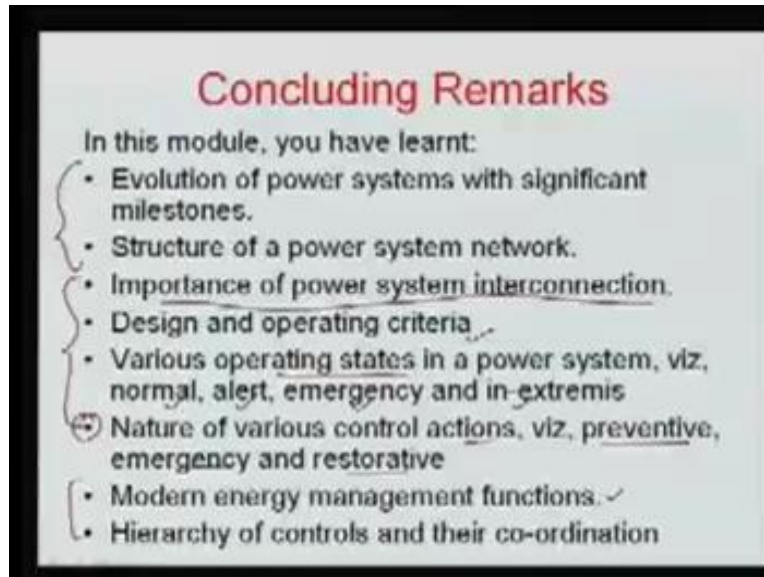 Concluding Remarks
In this module, you have learnt:
• Evolution of power systems with significant
milestones.
• Structure of a power system network.
• Importance of power system interconnection.
• Design and operating criteria
• Various operating states in a power system, viz,
normal, alert, emergency and in-extremis
• Nature of various control actions, viz, preventive,
emergency and restorative
• Modern energy management functions.
• Hierarchy of controls and their co-ordination